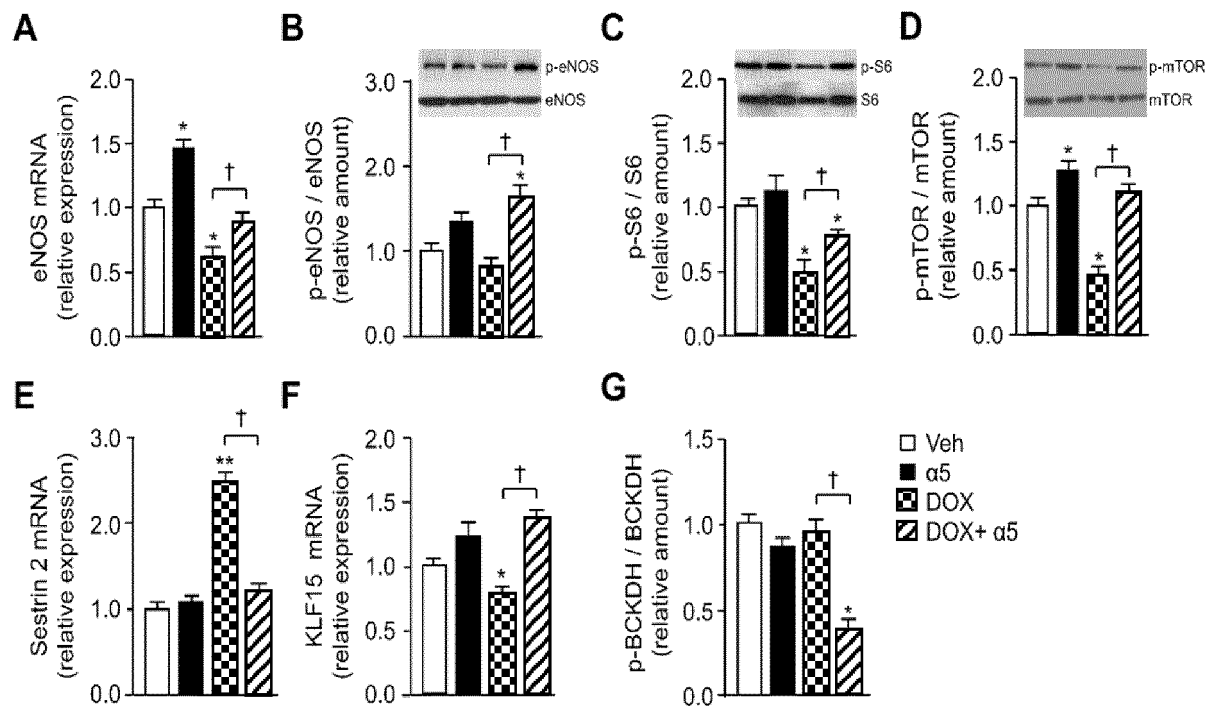 A
eNOS mRNA
(relative expression)
2.0
1.5
1.0
0.5
0.0
*
*
†
B
p-eNOS / eNOS
(relative amount)
3.0
2.0
1.0
0.0
p-eNOS
eNOS
†
*
C
p-S6 / S6
(relative amount)
2.0
1.5
1.0
0.5
0.0
p-S6
S6
†
*
*
D
p-mTOR / mTOR
(relative amount)
2.0
1.5
1.0
0.5
0.0
p-mTOR
mTOR
*
†
*
E
Sestrin 2 mRNA
(relative expression)
3.0
2.0
1.0
0.0
†
**
F
KLF15 mRNA
(relative expression)
2.0
1.5
1.0
0.5
0.0
†
*
G
p-BCKDH / BCKDH
(relative amount)
1.5
1.0
0.5
0.0
†
*
Veh
α5
DOX
DOX+ α5